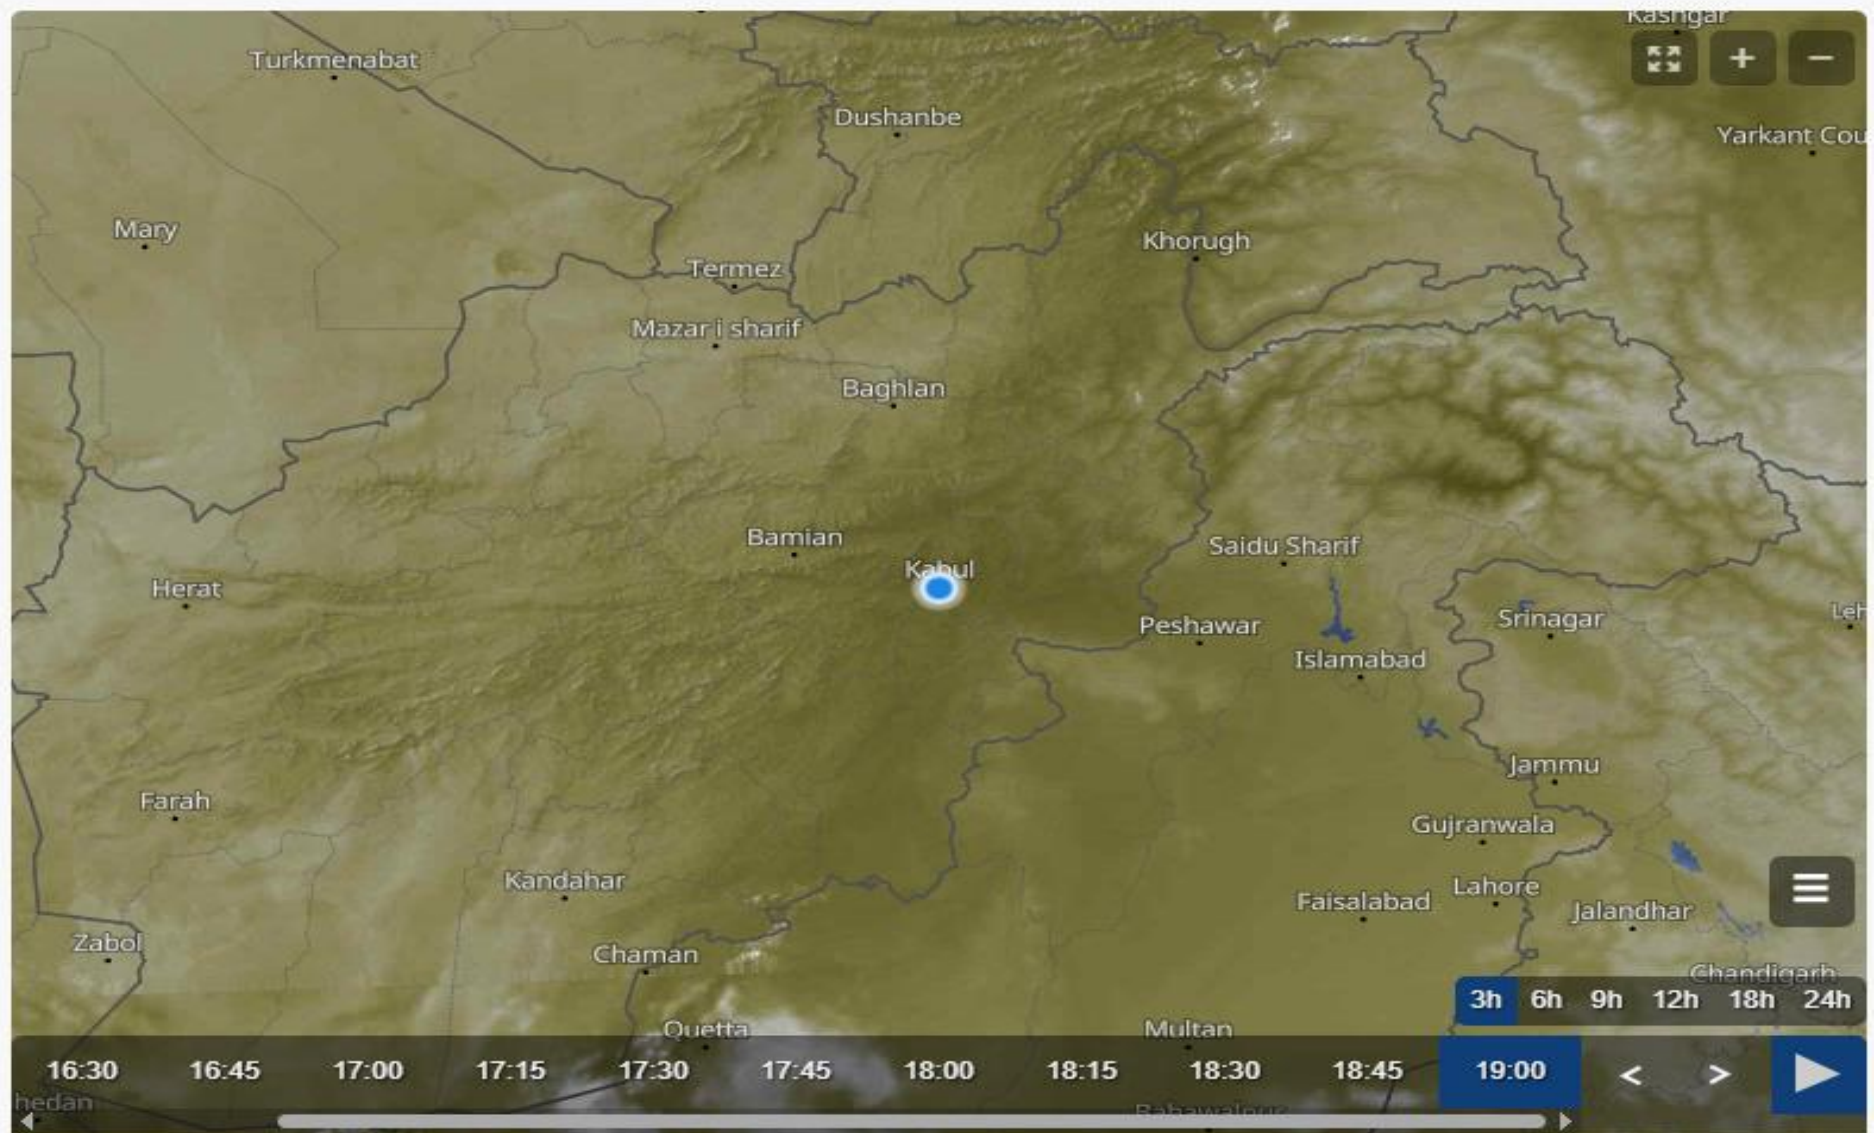 Kashgar
Turkmenabat
+ −
Dushanbe
Yarkant Cou
Mary
Khorugh
Termez
Mazar i sharif
Baghlan
Bamian
Saidu Sharif
Kabul
Herat
Srinagar
Leh
Peshawar
Islamabad
Jammu
Farah
Gujranwala
Kandahar
Lahore
Faisalabad
Jalandhar
Zabol
Chaman
Chandigarh
3h 6h 9h 12h 18h 24h
Quetta
Multan
16:30 16:45 17:00 17:15 17:30 17:45 18:00 18:15 18:30 18:45 19:00 < >
hedan
Bahawalpur